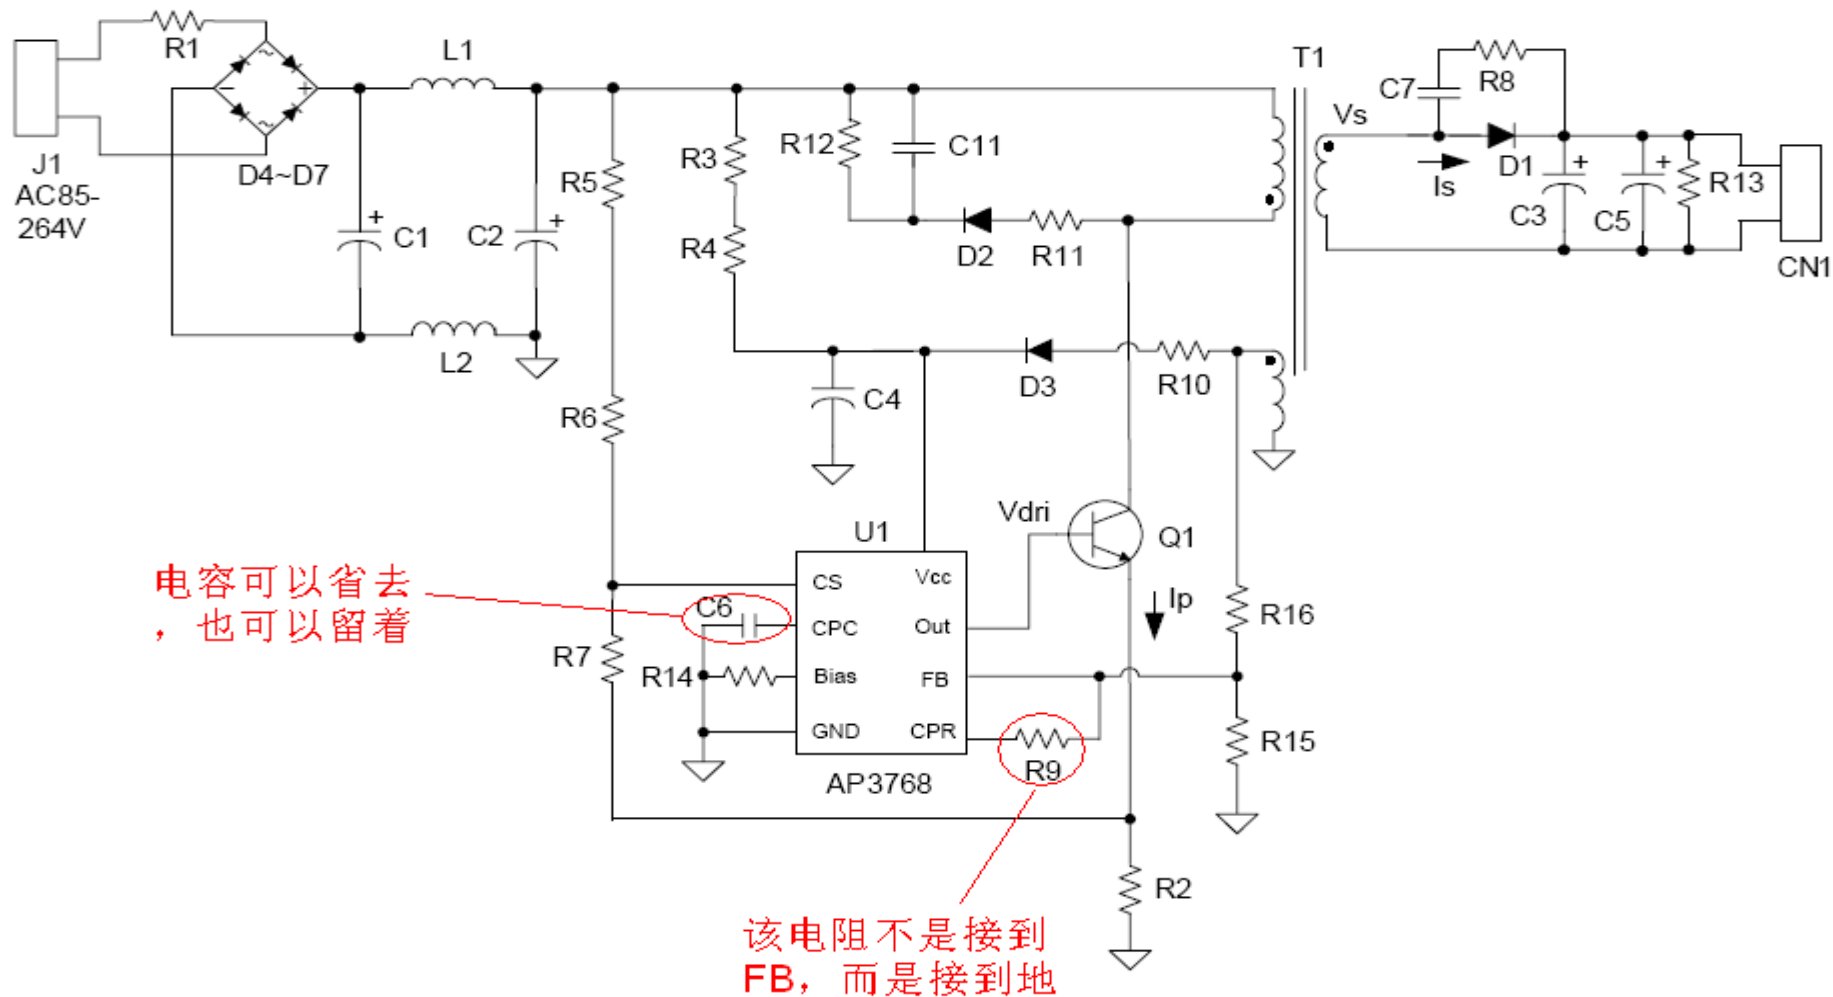 R1
L1
T1
R8
C7
Vs
J1
AC85-
264V
D4~D7
R5
R3
R12
C11
D1
Is
R13
C3
C5
CN1
C1
C2
R4
D2
R11
L2
R6
C4
D3
R10
U1
Vdri
Q1
电容可以省去
，也可以留着
C6
CS
Vcc
CPC
Out
Ip
R16
R7
R14
Bias
FB
GND
CPR
R15
R9
AP3768
R2
该电阻不是接到
FB，而是接到地